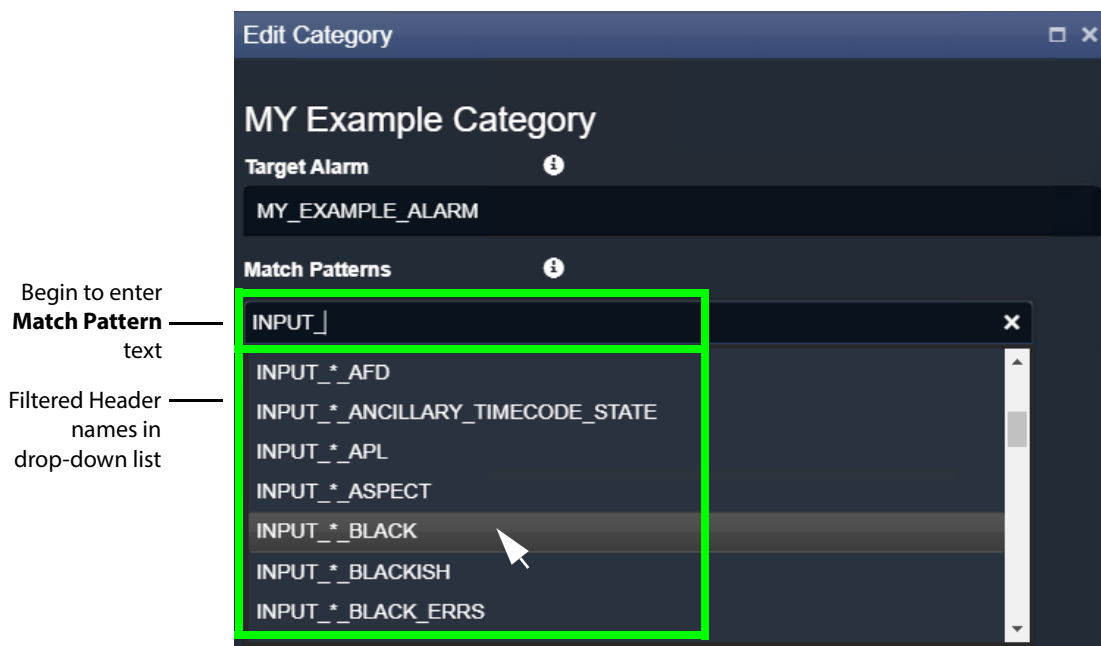 Edit Category
MY Example Category
Target Alarm
MY_EXAMPLE_ALARM
Match Patterns
Begin to enter
Match Pattern
text
INPUT_
Filtered Header
names in
drop-down list
INPUT_*_AFD
INPUT_*_ANCILLARY_TIMECODE_STATE
INPUT_*_APL
INPUT_*_ASPECT
INPUT_*_BLACK
INPUT_*_BLACKISH
INPUT_*_BLACK_ERRS